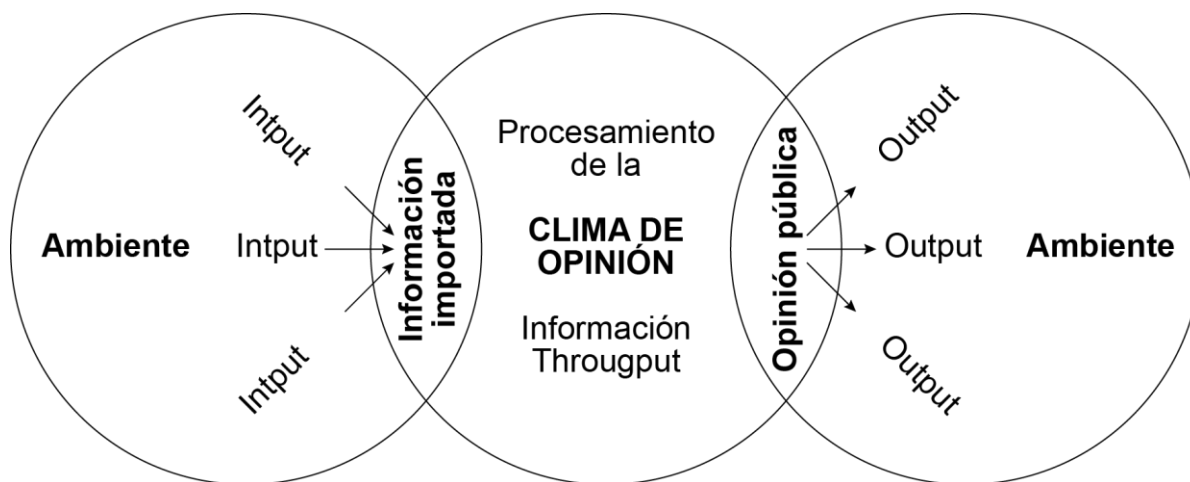 Ambiente
Intput
Intput
Intput
Información
importada
Procesamiento
de la
CLIMA DE
OPINIÓN
Información
Througput
Opinión pública
Output
Output
Output
Ambiente